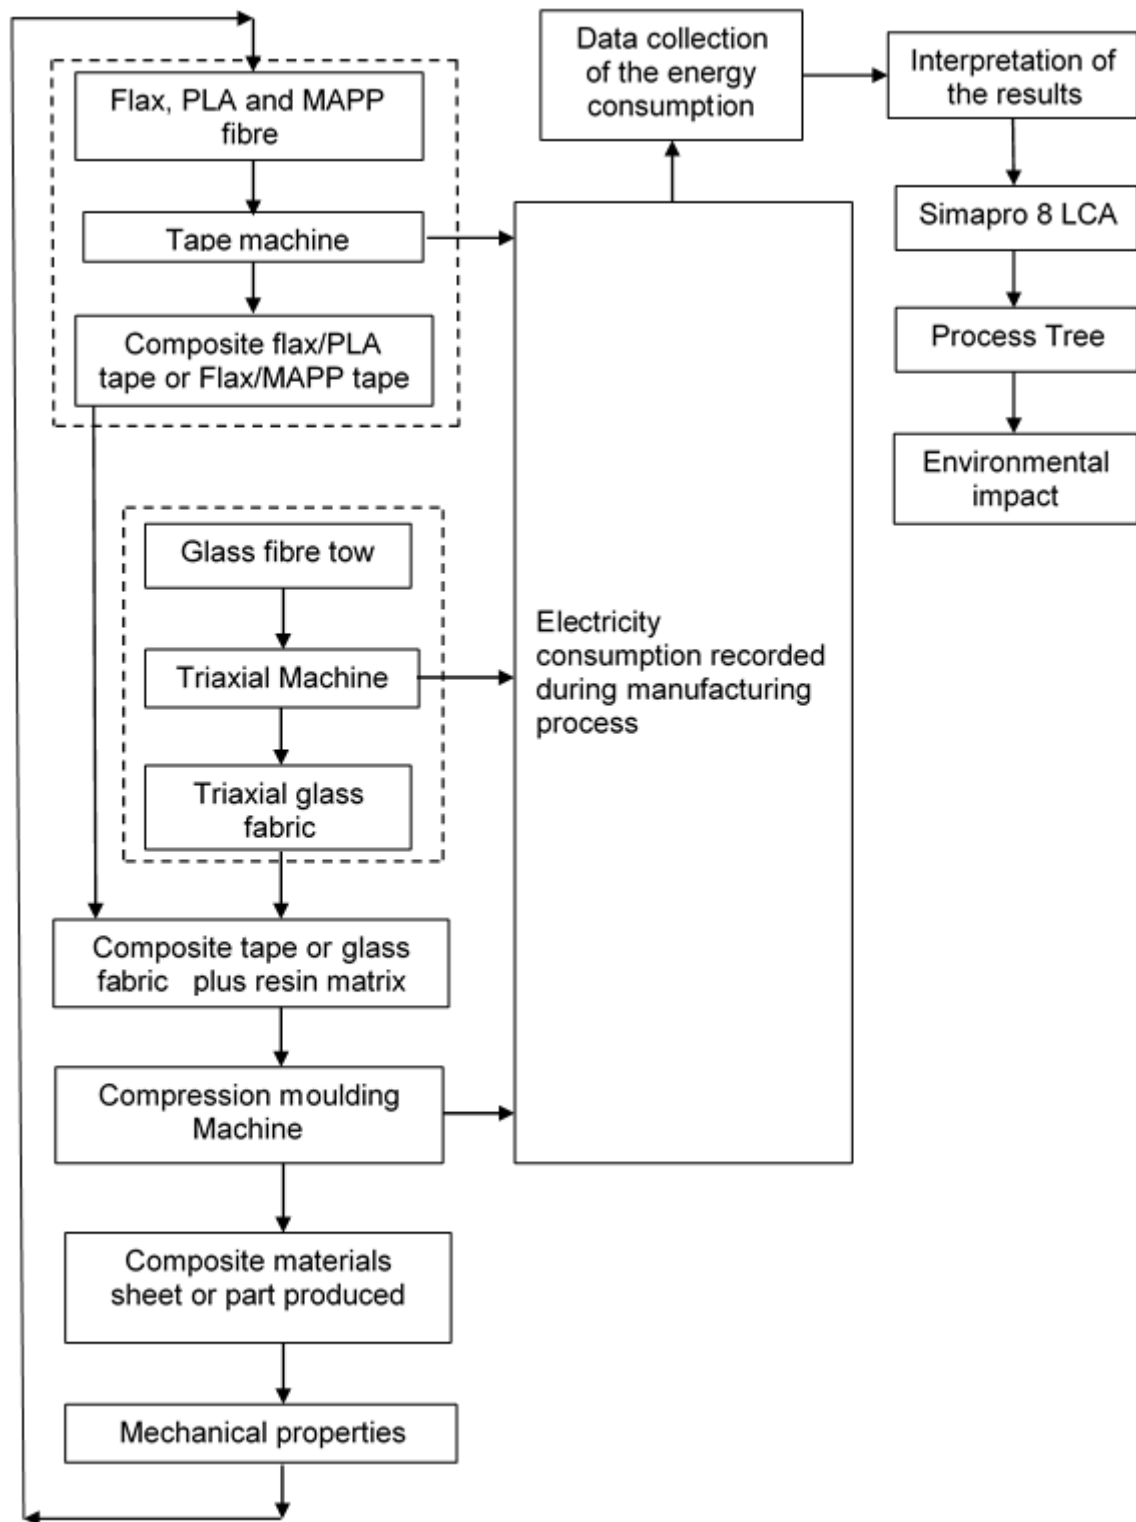 Flax, PLA and MAPP
fibre
Tape machine
Composite flax/PLA
tape or Flax/MAPP tape
Glass fibre tow
Triaxial Machine
Triaxial glass
fabric
Composite tape or glass
fabric plus resin matrix
Compression moulding
Machine
Composite materials
sheet or part produced
Mechanical properties
Electricity
consumption recorded
during manufacturing
process
Data collection
of the energy
consumption
Interpretation of
the results
Simapro 8 LCA
Process Tree
Environmental
impact